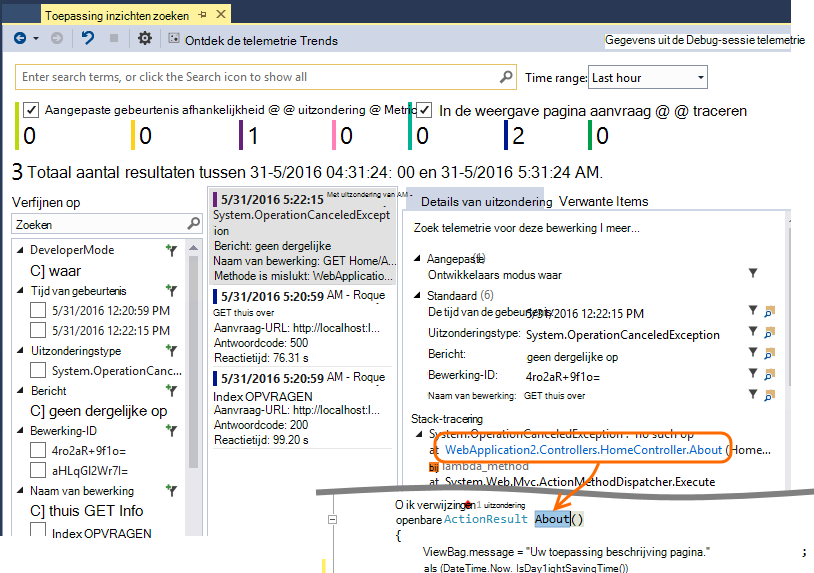 Toepassing inzichten zoeken
Ontdek de telemetrie Trends
Gegevens uit de Debug-sessie telemetrie
Enter search terms, or click the Search icon to show all
Time range: Last hour
Aangepaste gebeurtenis afhankelijkheid @ @ uitzondering @ Metric
In de weergave pagina aanvraag @ @ traceren
0 0 1 0 0 2 0
3 Totaal aantal resultaten tussen 31-5/2016 04:31:24: 00 en 31-5/2016 5:31:24 AM.
Verfijnen op
Zoeken
DeveloperMode
C] waar
Tijd van gebeurtenis
5/31/2016 12:20:59 PM
5/31/2016 12:22:15 PM
Uitzonderingstype
System.OperationCanc...
Bericht
C] geen dergelijke op
Bewerking-ID
4ro2aR+9f1o=
aHLqGl2Wr7I=
Naam van bewerking
C] thuis GET Info
Index OPVRAGEN
5/31/2016 5:22:15 Met uitzondering van AM -
System.OperationCanceledExcept
ion
Bericht: geen dergelijke
Naam van bewerking: GET Home/A...
Methode is mislukt: WebApplicatio...
5/31/2016 5:20:59 AM - Roque
GET thuis over
Aanvraag-URL: http://localhost:l...
Antwoordcode: 500
Reactietijd: 76.31 s
5/31/2016 5:20:59 AM - Roque
Index OPVRAGEN
Aanvraag-URL: http://localhost:l...
Antwoordcode: 200
Reactietijd: 99.20 s
Details van uitzondering
Verwante Items
Zoek telemetrie voor deze bewerking I meer...
Aangepast (1)
Ontwikkelaars modus waar
Standaard (6)
De tijd van de gebeurtenis 5/31/2016 12:22:15 PM
Uitzonderingstype: System.OperationCanceledException
Bericht: geen dergelijke op
Bewerking-ID: 4ro2aR+9f1o=
Naam van bewerking: GET thuis over
Stack-tracering
System.OperationCanceledException : no such op
at WebApplication2.Controllers.HomeController.About (Home...
bij lambda_method
at System.Web.Mvc.ActionMethodDispatcher.Execute
O ik verwijzingen 1 uitzondering
openbare ActionResult About()
{
ViewBag.message = "Uw toepassing beschrijving pagina." ;
als (DateTime.Now. IsDay1ightSavingTime())